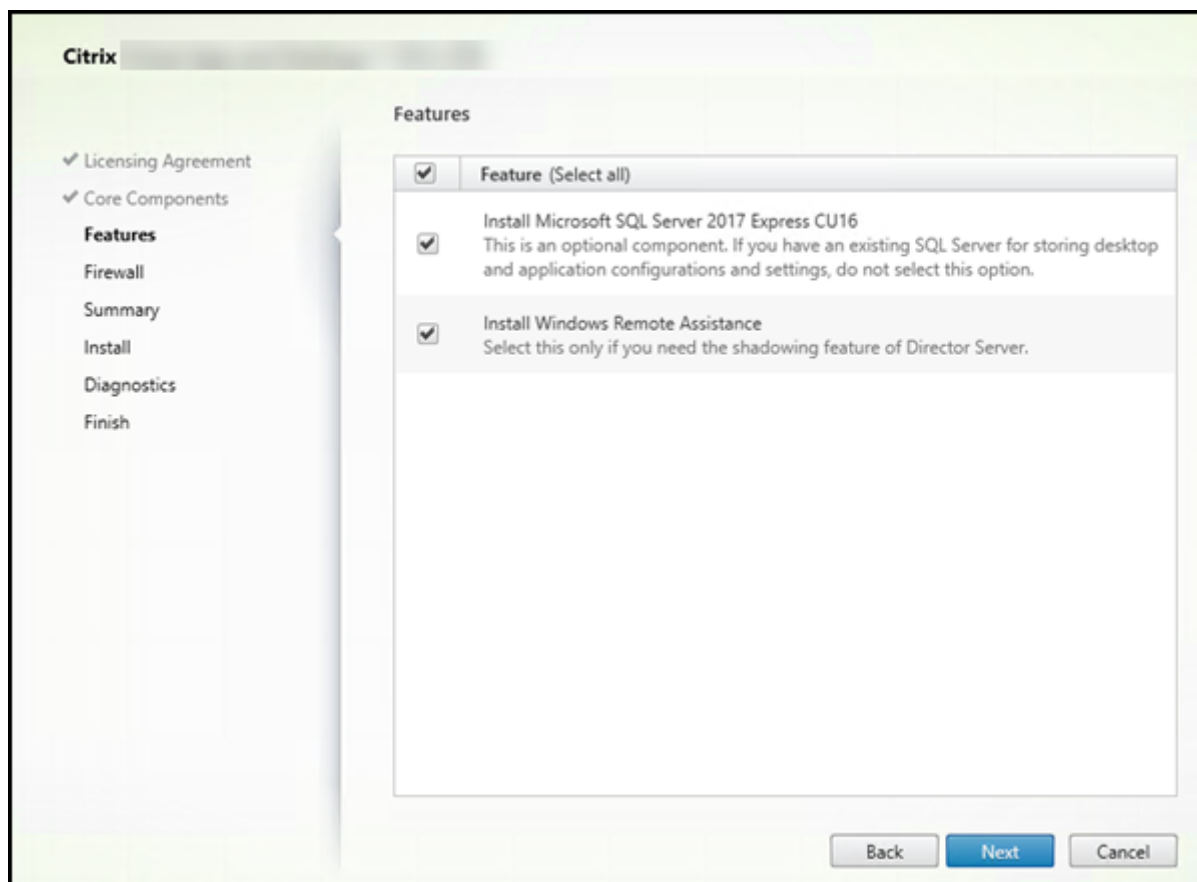 Citrix
Features
Licensing Agreement
Core Components
Features
Firewall
Summary
Install
Diagnostics
Finish
Feature (Select all)
Install Microsoft SQL Server 2017 Express CU16
This is an optional component. If you have an existing SQL Server for storing desktop
and application configurations and settings, do not select this option.
Install Windows Remote Assistance
Select this only if you need the shadowing feature of Director Server.
Back
Next
Cancel